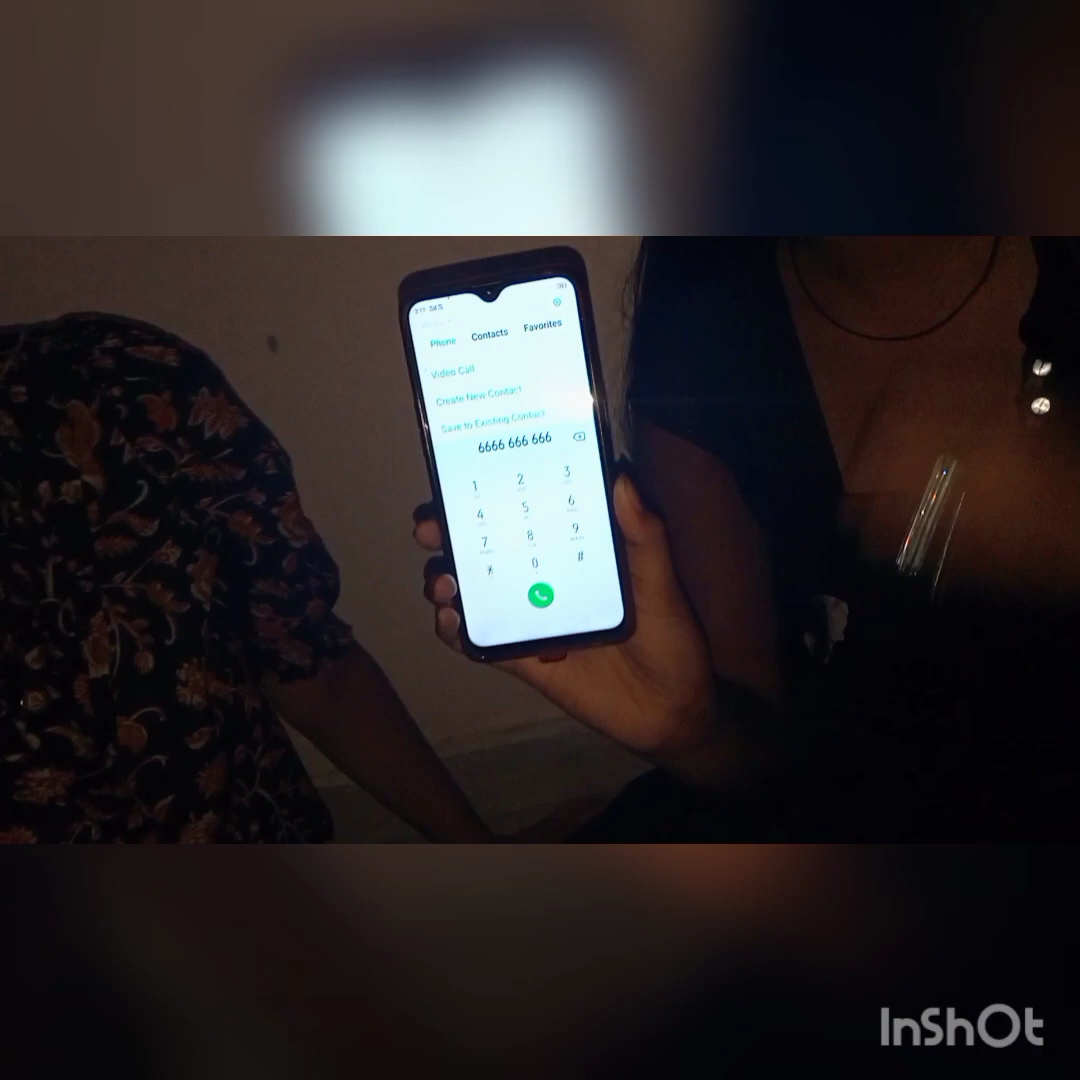 Phone Contacts Favorites
Video Call
Create New Contact
Save to Existing Contact
6666 666 666
1 2 3
4 5 6
7 8 9
* 0 #
InShOt